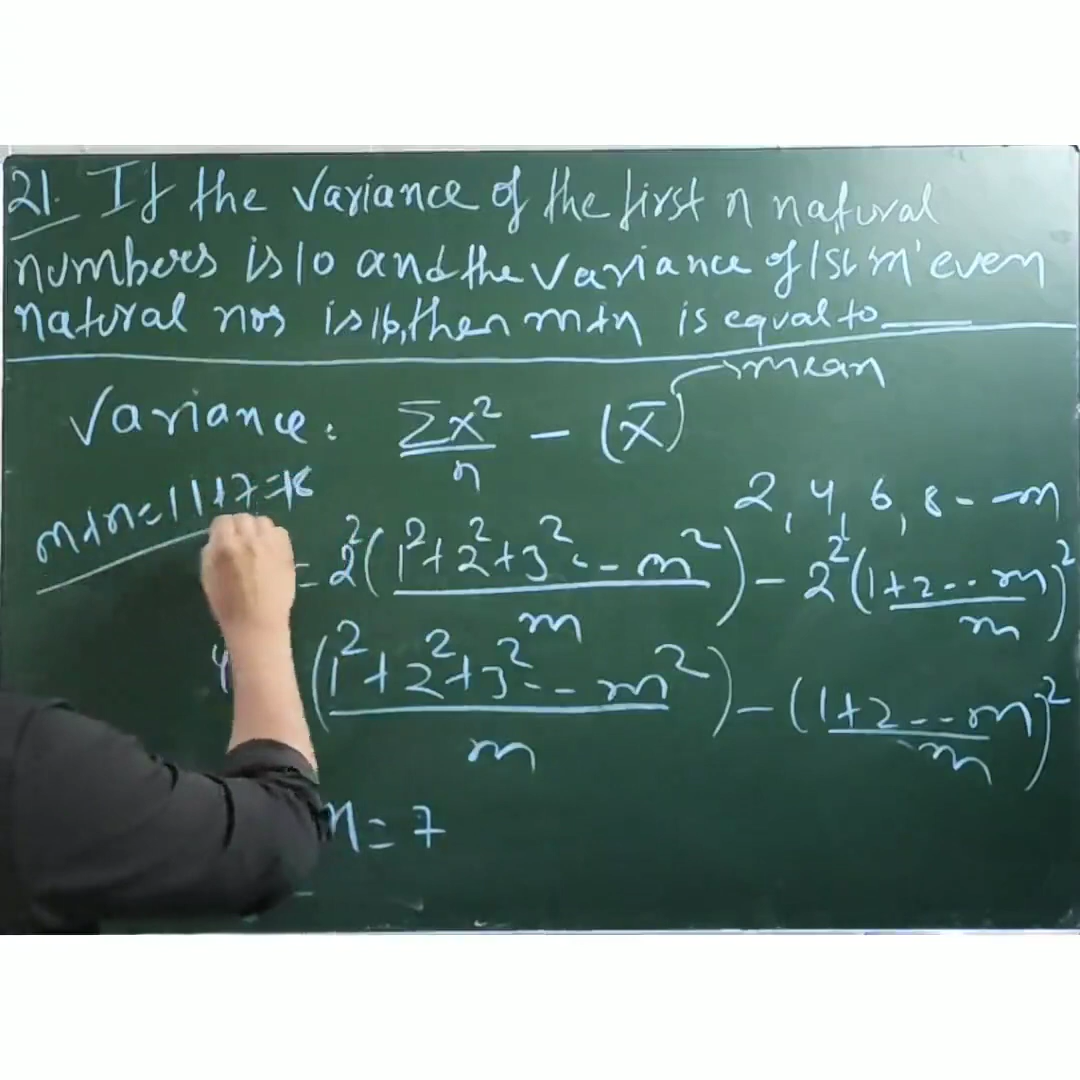 21. If the variance of the first n natural
numbers is 10 and the variance of 1st 'm' even
natural nos is 16, then m+n is equal to ____
→ mean
Variance: Σx²/n - (x̄)
m+n = 11+7 = 18
2, 4, 6, 8 - - m
= 2²((1²+2²+3² - - m²)/m) - 2²((1+2 - - m)/m)²
4 ((1²+2²+3² - - m²)/m) - ((1+2 - - m)/m)²
= 7